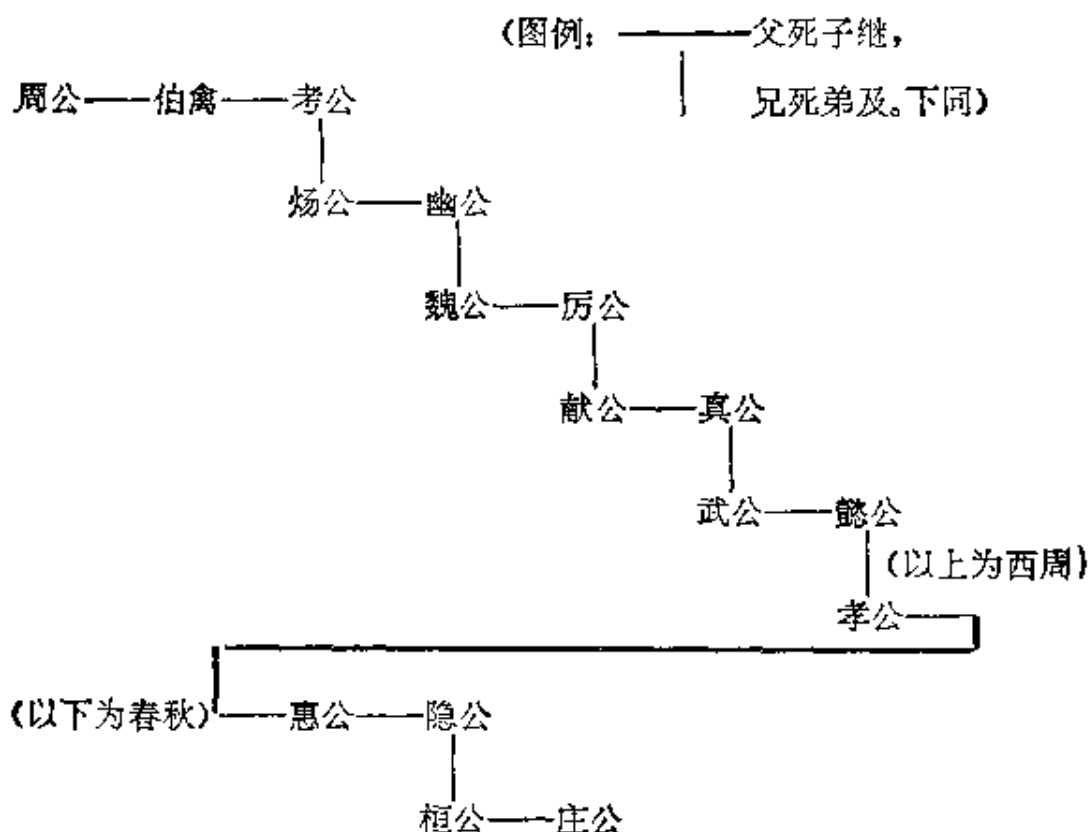 (图例：————父死子继，
周公——伯禽——考公 | 兄死弟及。下同)
炀公——幽公
魏公——厉公
献公——真公
武公——懿公
(以上为西周)
孝公——
(以下为春秋)——惠公——隐公
桓公——庄公